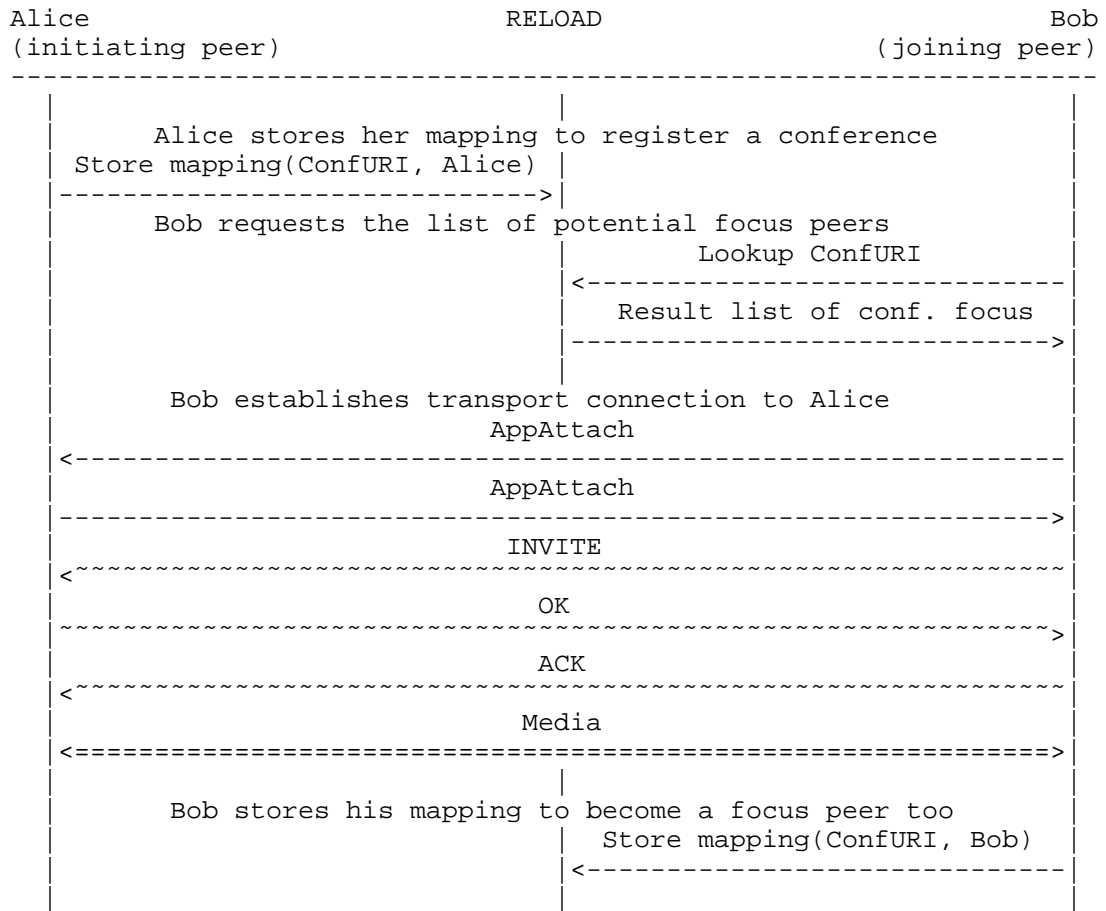 Alice RELOAD Bob
(initiating peer) (joining peer)
Alice stores her mapping to register a conference
Store mapping(ConfURI, Alice)
Bob requests the list of potential focus peers
Lookup ConfURI
Result list of conf. focus
Bob establishes transport connection to Alice
AppAttach
AppAttach
INVITE
OK
ACK
Media
Bob stores his mapping to become a focus peer too
Store mapping(ConfURI, Bob)